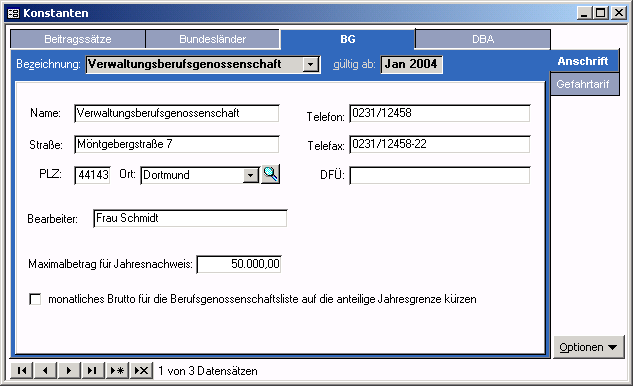 Konstanten
Beitragssätze Bundesländer BG DBA
Bezeichnung: Verwaltungsberufsgenossenschaft gültig ab: Jan 2004 Anschrift
Gefahrtarif
Name: Verwaltungsberufsgenossenschaft Telefon: 0231/12458
Straße: Möntgebergstraße 7 Telefax: 0231/12458-22
PLZ: 44143 Ort: Dortmund DFÜ:
Bearbeiter: Frau Schmidt
Maximalbetrag für Jahresnachweis: 50.000,00
monatliches Brutto für die Berufsgenossenschaftsliste auf die anteilige Jahresgrenze kürzen
Optionen
1 von 3 Datensätzen